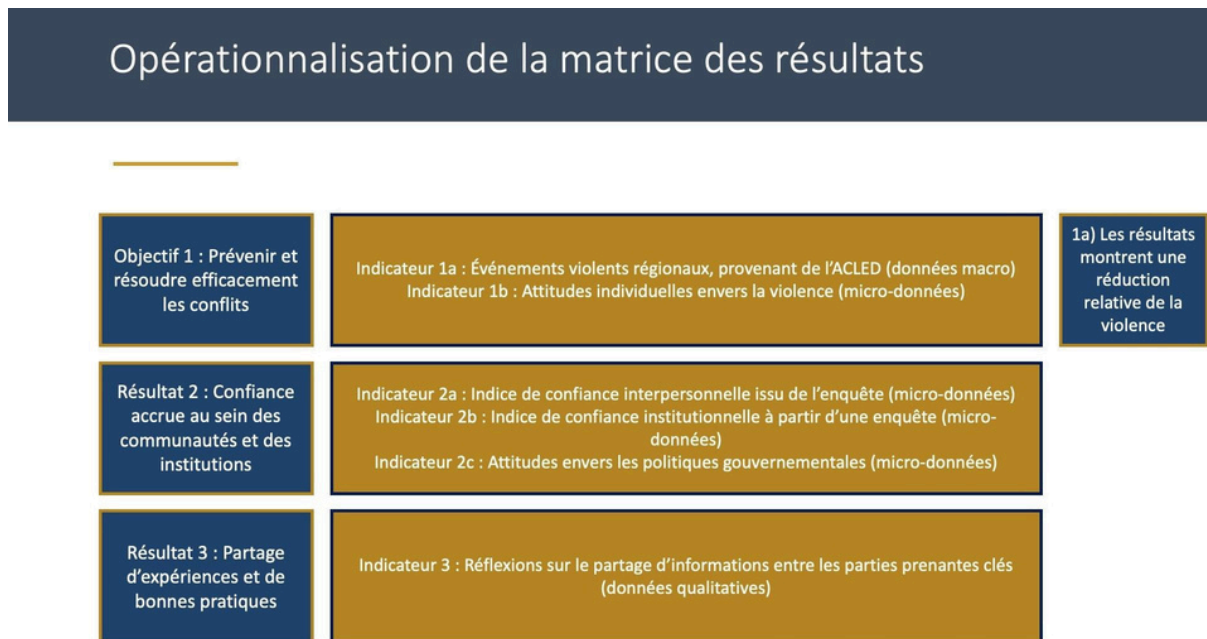 Opérationnalisation de la matrice des résultats
Objectif 1 : Prévenir et
résoudre efficacement
les conflits
Indicateur 1a : Événements violents régionaux, provenant de l’ACLED (données macro)
Indicateur 1b : Attitudes individuelles envers la violence (micro-données)
1a) Les résultats
montrent une
réduction
relative de la
violence
Résultat 2 : Confiance
accrue au sein des
communautés et des
institutions
Indicateur 2a : Indice de confiance interpersonnelle issu de l’enquête (micro-données)
Indicateur 2b : Indice de confiance institutionnelle à partir d’une enquête (micro-
données)
Indicateur 2c : Attitudes envers les politiques gouvernementales (micro-données)
Résultat 3 : Partage
d’expériences et de
bonnes pratiques
Indicateur 3 : Réflexions sur le partage d’informations entre les parties prenantes clés
(données qualitatives)